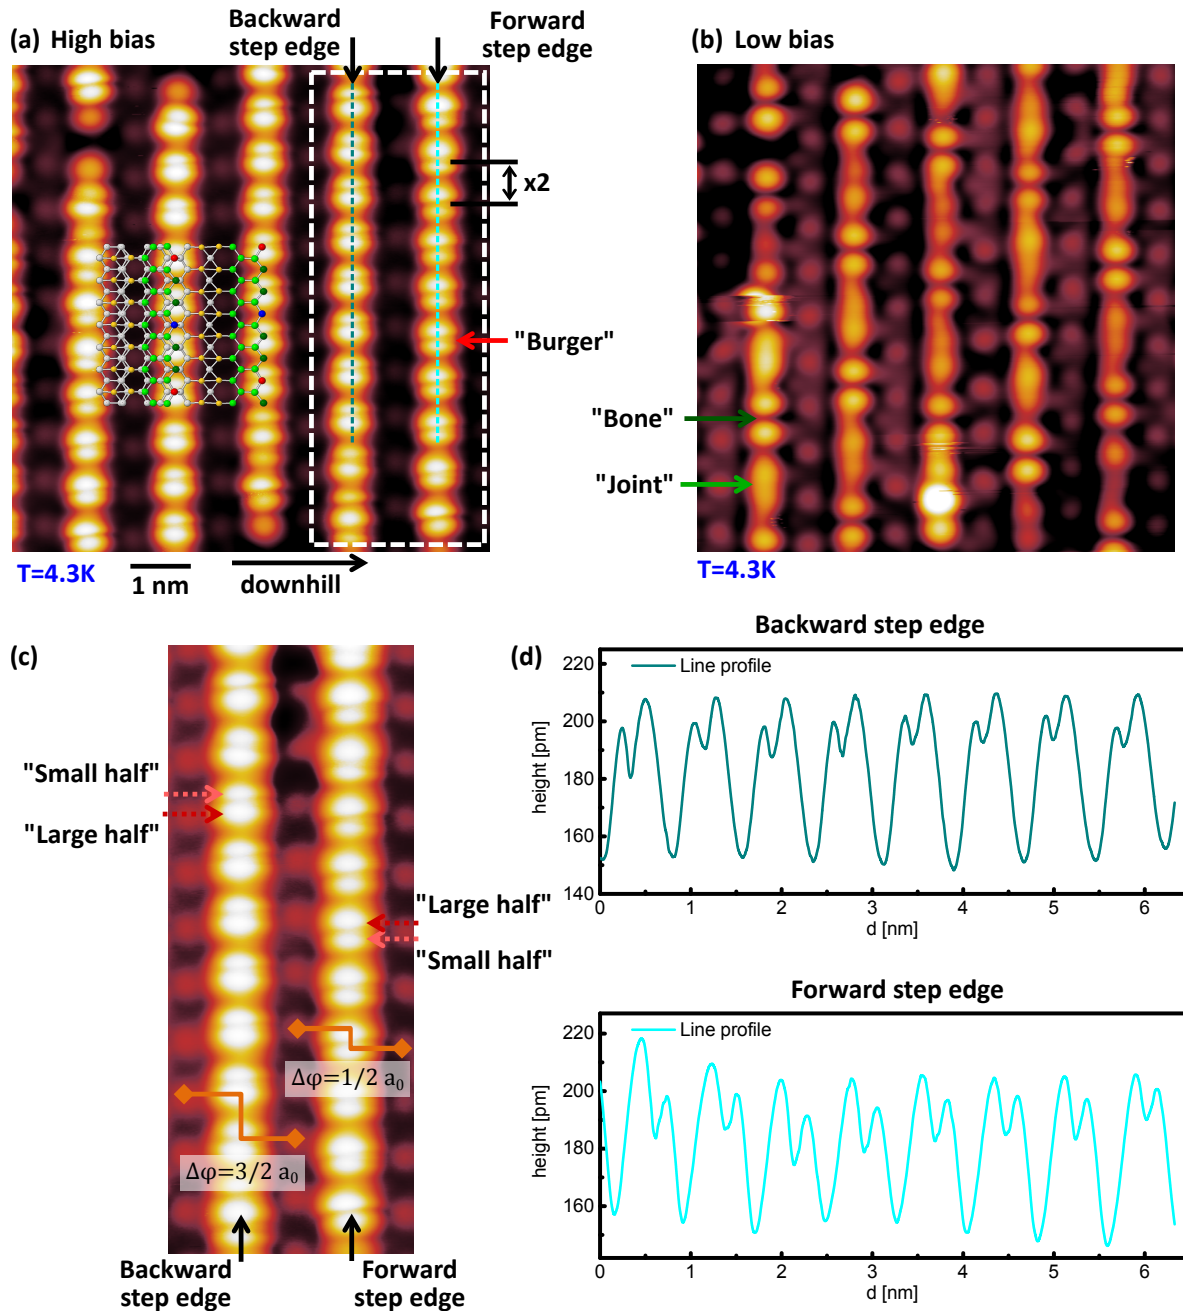 Backward
step edge
Forward
step edge
(a) High bias
(b) Low bias
x2
"Burger"
"Bone"
"Joint"
T=4.3K
1 nm
downhill
T=4.3K
(c)
"Small half"
"Large half"
"Large half"
"Small half"
Δφ=1/2 a₀
Δφ=3/2 a₀
Backward
step edge
Forward
step edge
(d)
Backward step edge
Line profile
height [pm]
220
200
180
160
140
0 1 2 3 4 5 6
d [nm]
Forward step edge
Line profile
height [pm]
220
200
180
160
0 1 2 3 4 5 6
d [nm]